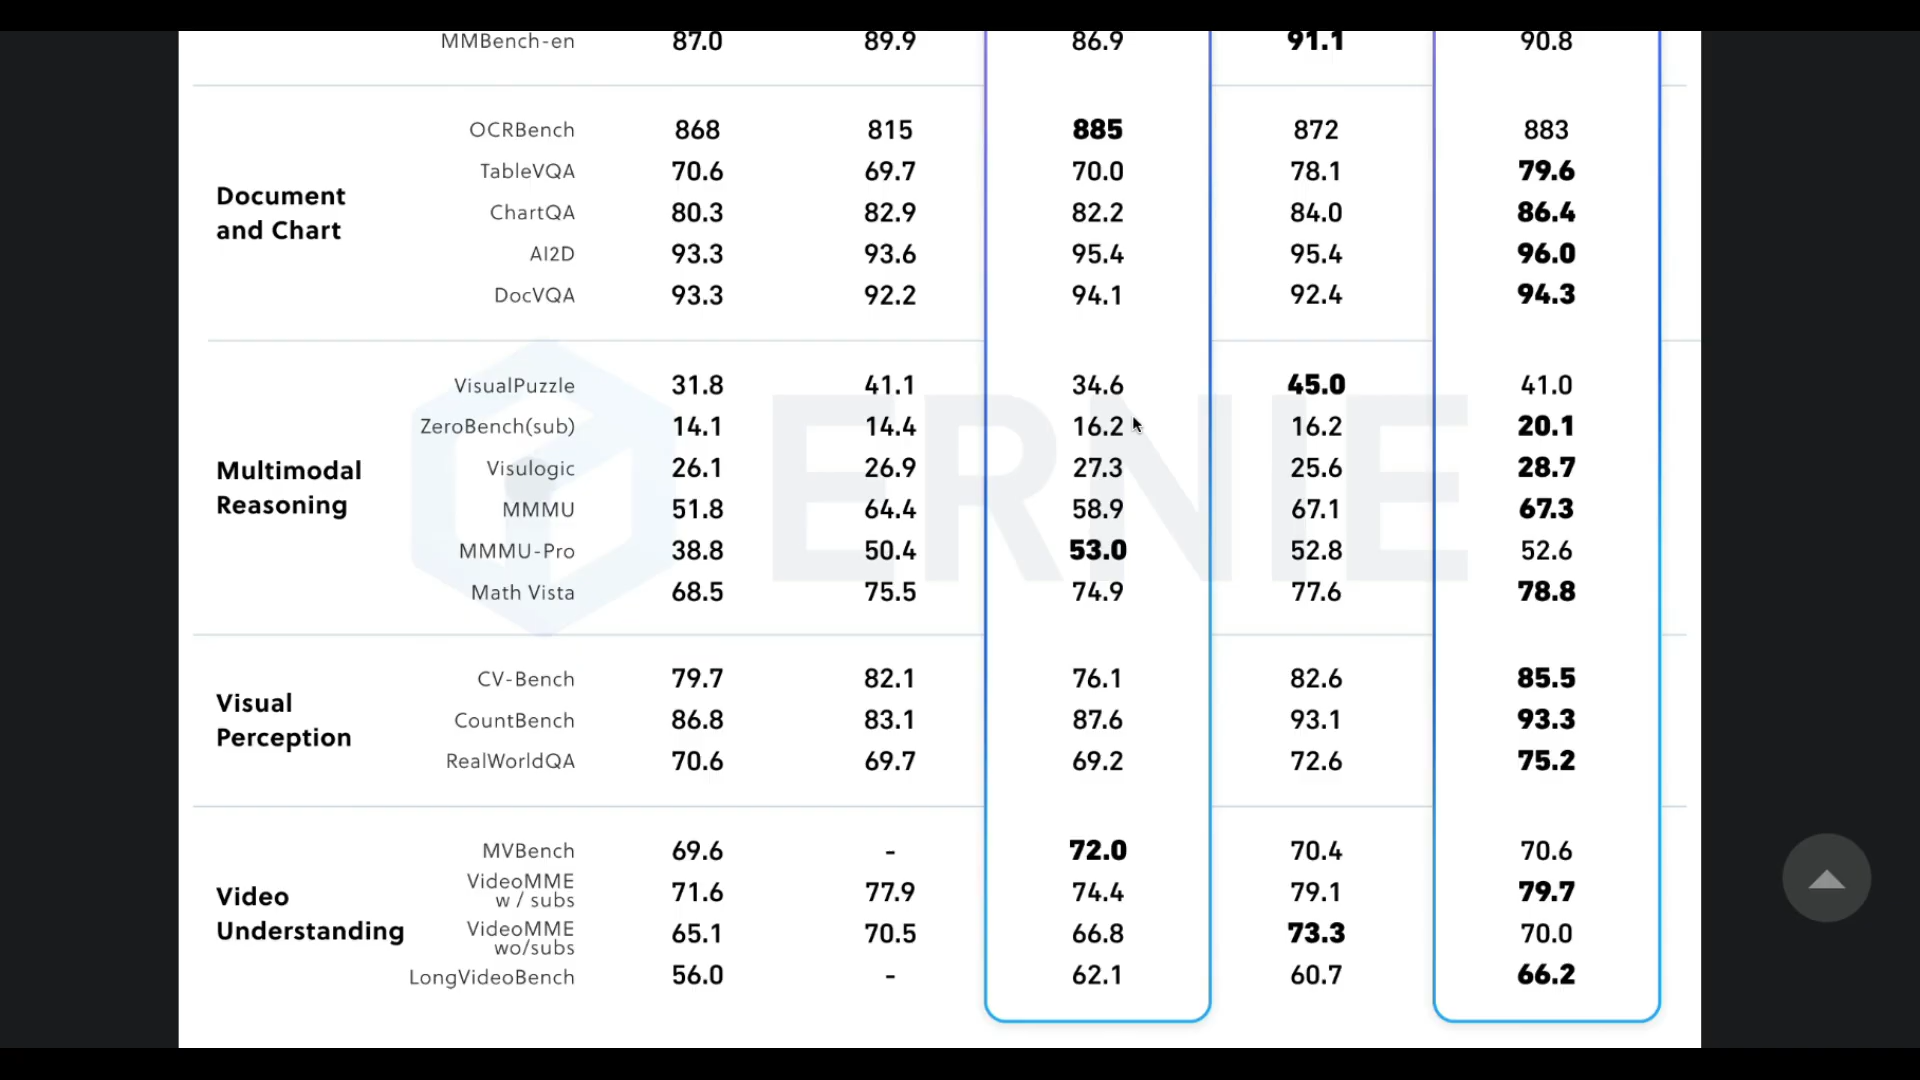 MMBench-en 87.0 89.9 86.9 91.1 90.8
OCRBench 868 815 885 872 883
TableVQA 70.6 69.7 70.0 78.1 79.6
Document
and Chart
ChartQA 80.3 82.9 82.2 84.0 86.4
AI2D 93.3 93.6 95.4 95.4 96.0
DocVQA 93.3 92.2 94.1 92.4 94.3
VisualPuzzle 31.8 41.1 34.6 45.0 41.0
ZeroBench(sub) 14.1 14.4 16.2 16.2 20.1
Multimodal
Reasoning
Visulogic 26.1 26.9 27.3 25.6 28.7
MMMU 51.8 64.4 58.9 67.1 67.3
MMMU-Pro 38.8 50.4 53.0 52.8 52.6
Math Vista 68.5 75.5 74.9 77.6 78.8
ERNIE
Visual
Perception
CV-Bench 79.7 82.1 76.1 82.6 85.5
CountBench 86.8 83.1 87.6 93.1 93.3
RealWorldQA 70.6 69.7 69.2 72.6 75.2
Video
Understanding
MVBench 69.6 - 72.0 70.4 70.6
VideoMME
w / subs 71.6 77.9 74.4 79.1 79.7
VideoMME
wo/subs 65.1 70.5 66.8 73.3 70.0
LongVideoBench 56.0 - 62.1 60.7 66.2